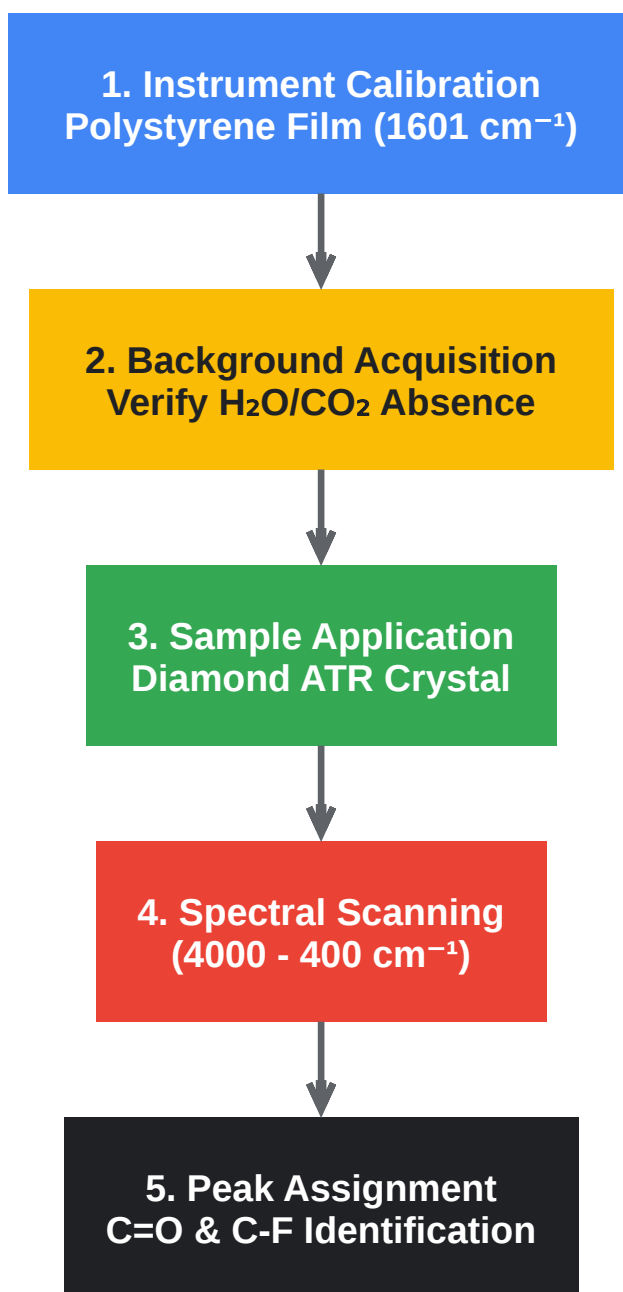 1. Instrument Calibration
Polystyrene Film (1601 cm⁻¹)
2. Background Acquisition
Verify H₂O/CO₂ Absence
3. Sample Application
Diamond ATR Crystal
4. Spectral Scanning
(4000 - 400 cm⁻¹)
5. Peak Assignment
C=O & C-F Identification